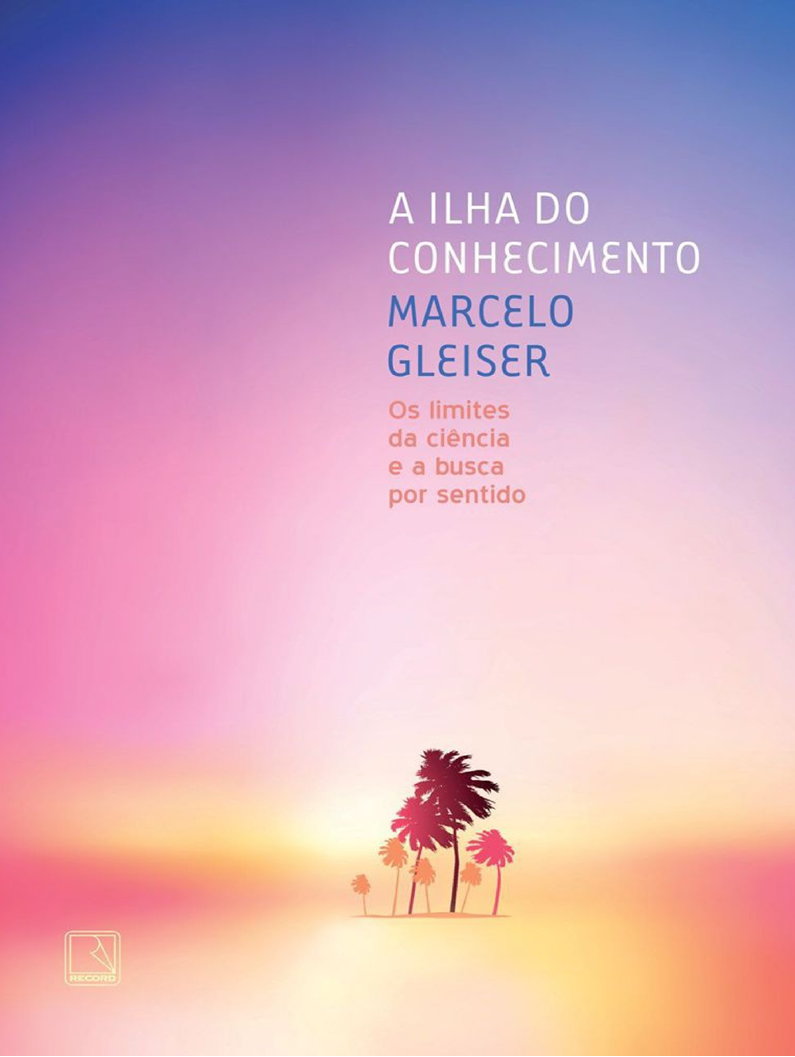 A ILHA DO
CONHECIMENTO
MARCELO
GLEISER
Os limites
da ciência
e a busca
por sentido
RECORD